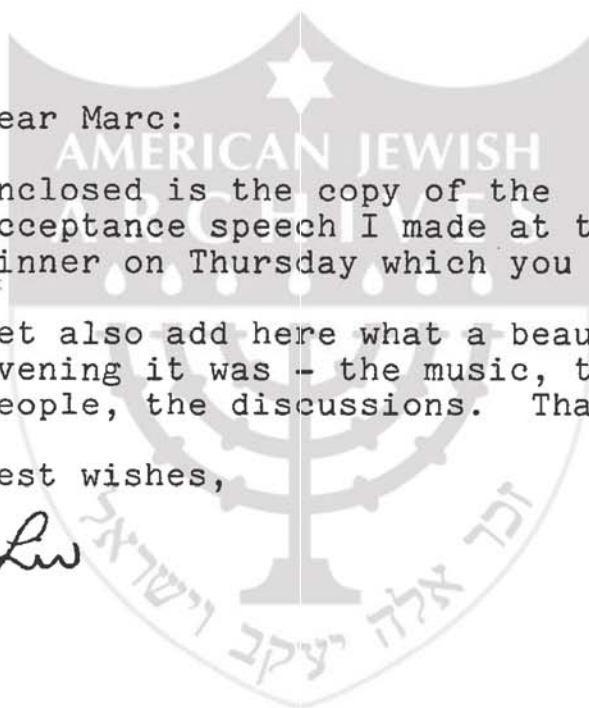 ear Marc:
AMERICAN JEWISH
nclosed is the copy of the
ARCHIVES
cceptance speech I made at t
inner on Thursday which you
et also add here what a beau
vening it was – the music, t
eople, the discussions. Tha
est wishes,
זכר אלה יעקב וישראל